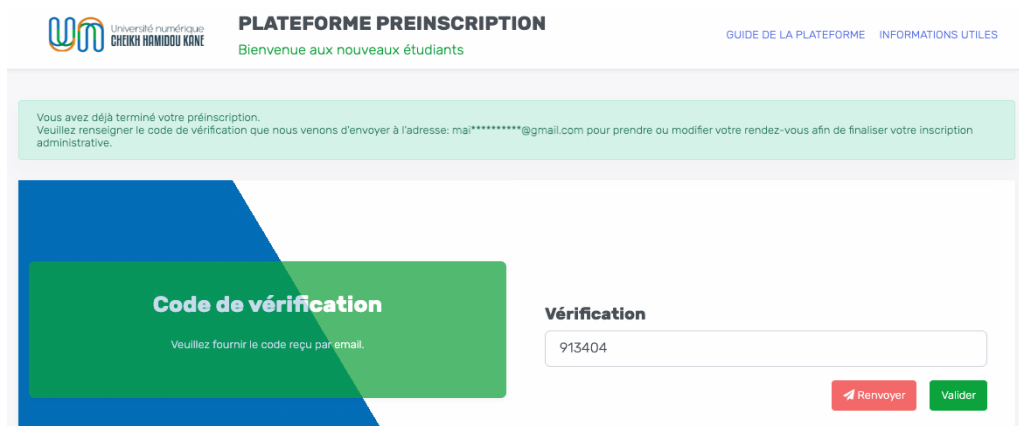 Université numérique
CHEIKH HAMIDOU KANE
PLATEFORME PREINSCRIPTION
Bienvenue aux nouveaux étudiants
GUIDE DE LA PLATEFORME INFORMATIONS UTILES
Vous avez déjà terminé votre préinscription.
Veuillez renseigner le code de vérification que nous venons d'envoyer à l'adresse: mai**********@gmail.com pour prendre ou modifier votre rendez-vous afin de finaliser votre inscription
administrative.
Code de vérification
Veuillez fournir le code reçu par email.
Vérification
913404
Renvoyer Valider